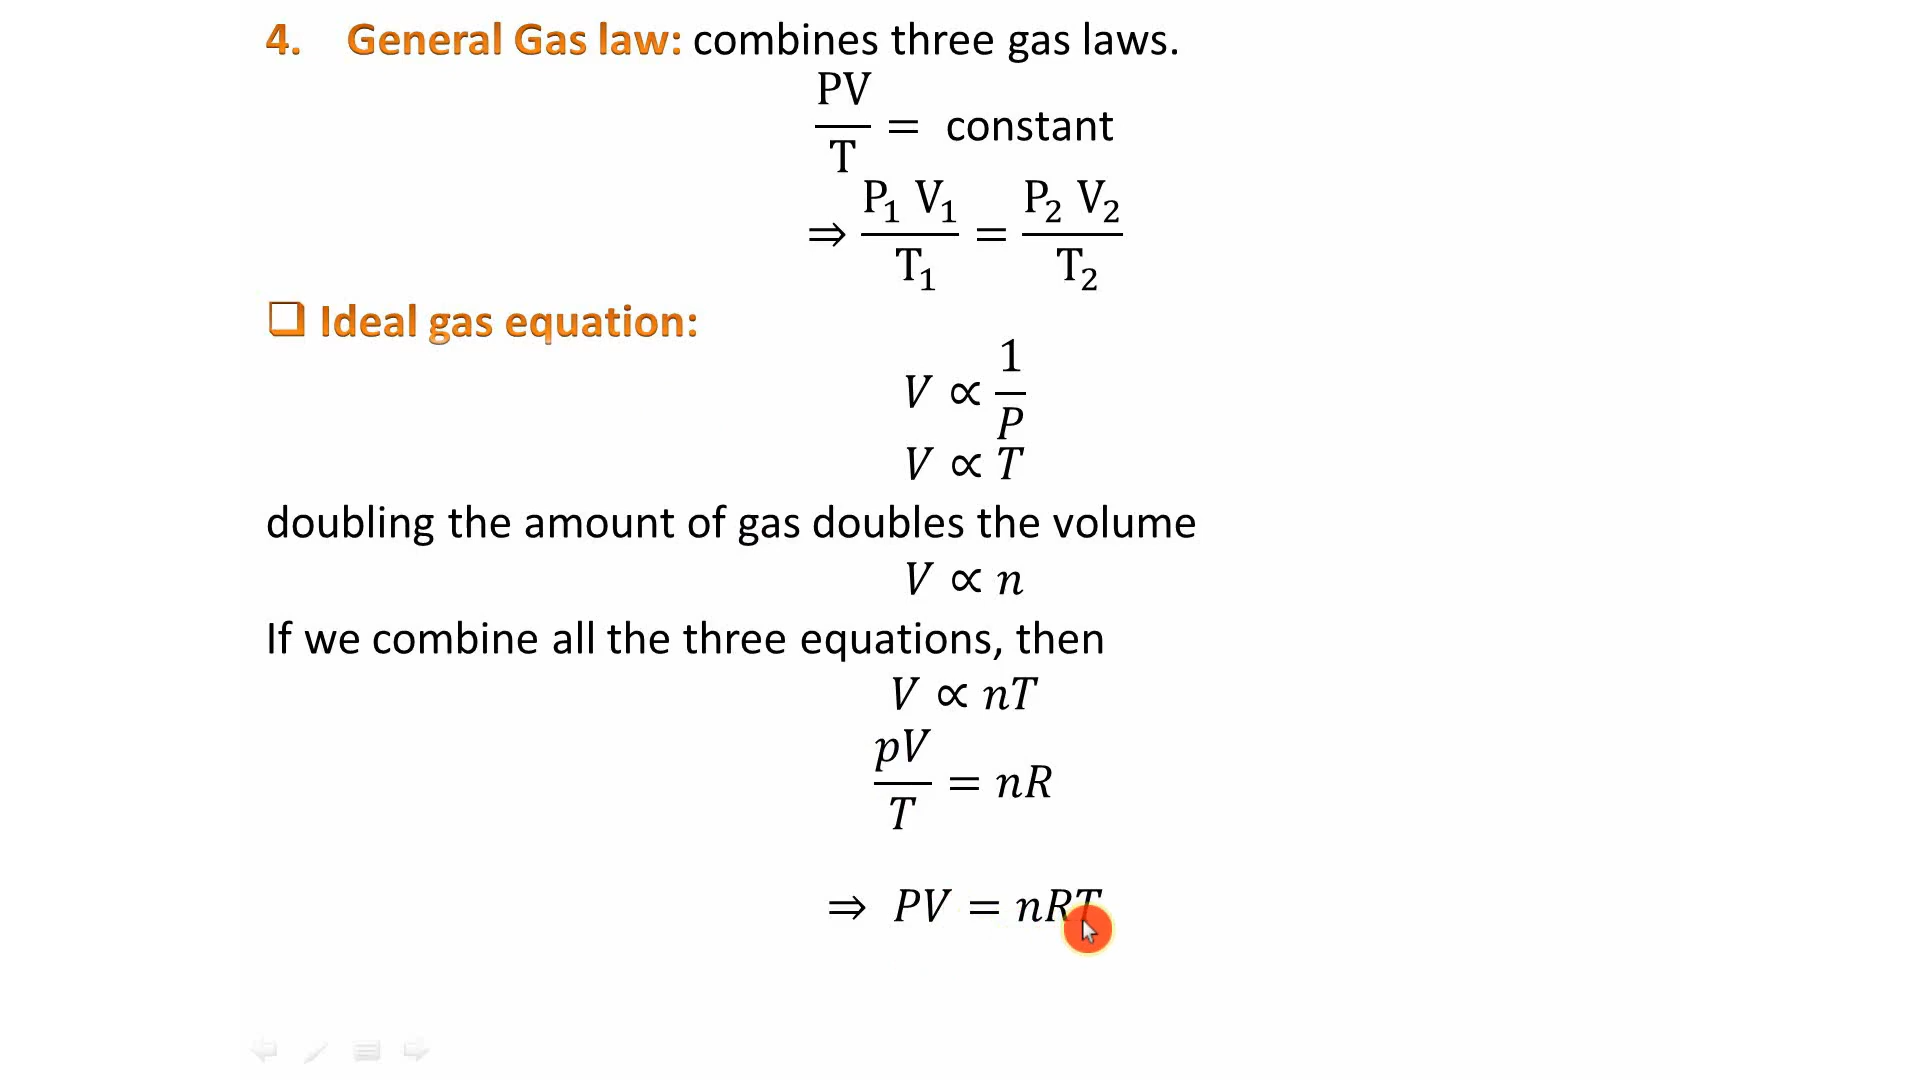 4. General Gas law: combines three gas laws.
PV/T = constant
⇒ P₁ V₁/T₁ = P₂ V₂/T₂
❑ Ideal gas equation:
V ∝ 1/P
V ∝ T
doubling the amount of gas doubles the volume
V ∝ n
If we combine all the three equations, then
V ∝ nT
pV/T = nR
⇒ PV = nRT